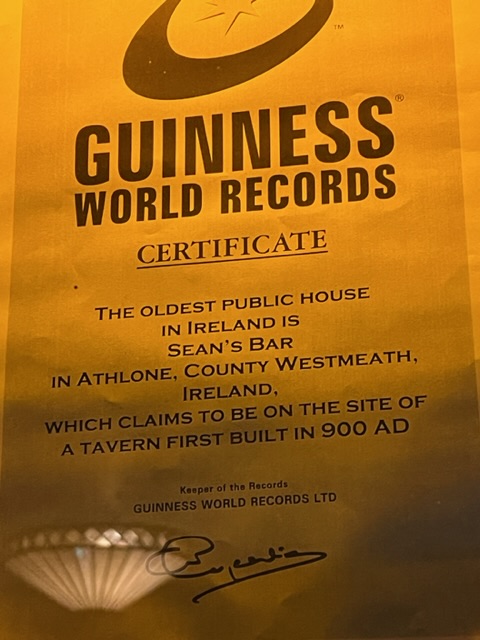 ™
GUINNESS®
WORLD RECORDS
CERTIFICATE
THE OLDEST PUBLIC HOUSE
IN IRELAND IS
SEAN'S BAR
IN ATHLONE, COUNTY WESTMEATH,
IRELAND,
WHICH CLAIMS TO BE ON THE SITE OF
A TAVERN FIRST BUILT IN 900 AD
Keeper of the Records
GUINNESS WORLD RECORDS LTD